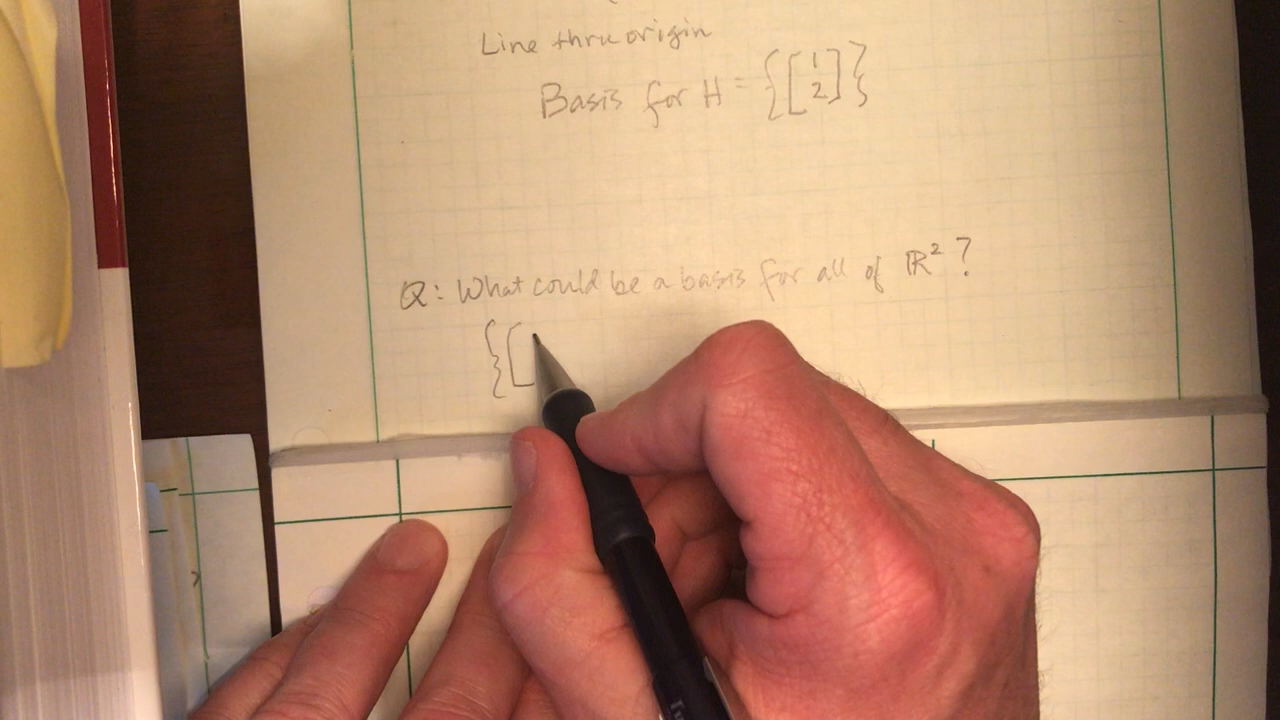 Line thru origin
Basis for H = {[1 2]}
Q: What could be a basis for all of ℝ²?
{[